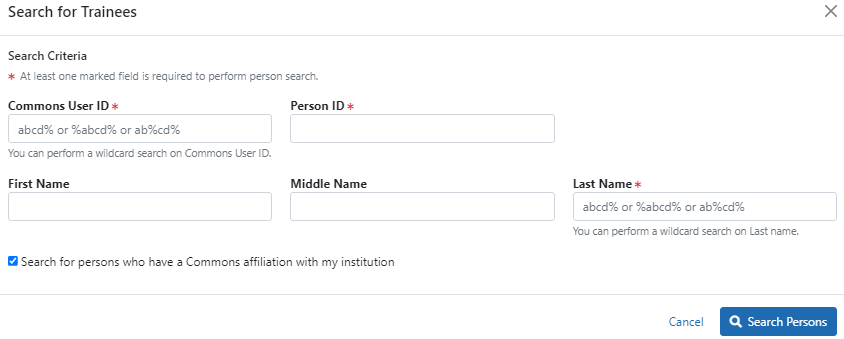 Search for Trainees
Search Criteria
* At least one marked field is required to perform person search.
Commons User ID * Person ID *
abcd% or %abcd% or ab%cd%
You can perform a wildcard search on Commons User ID.
First Name Middle Name Last Name *
abcd% or %abcd% or ab%cd%
You can perform a wildcard search on Last name.
Search for persons who have a Commons affiliation with my institution
Cancel Search Persons